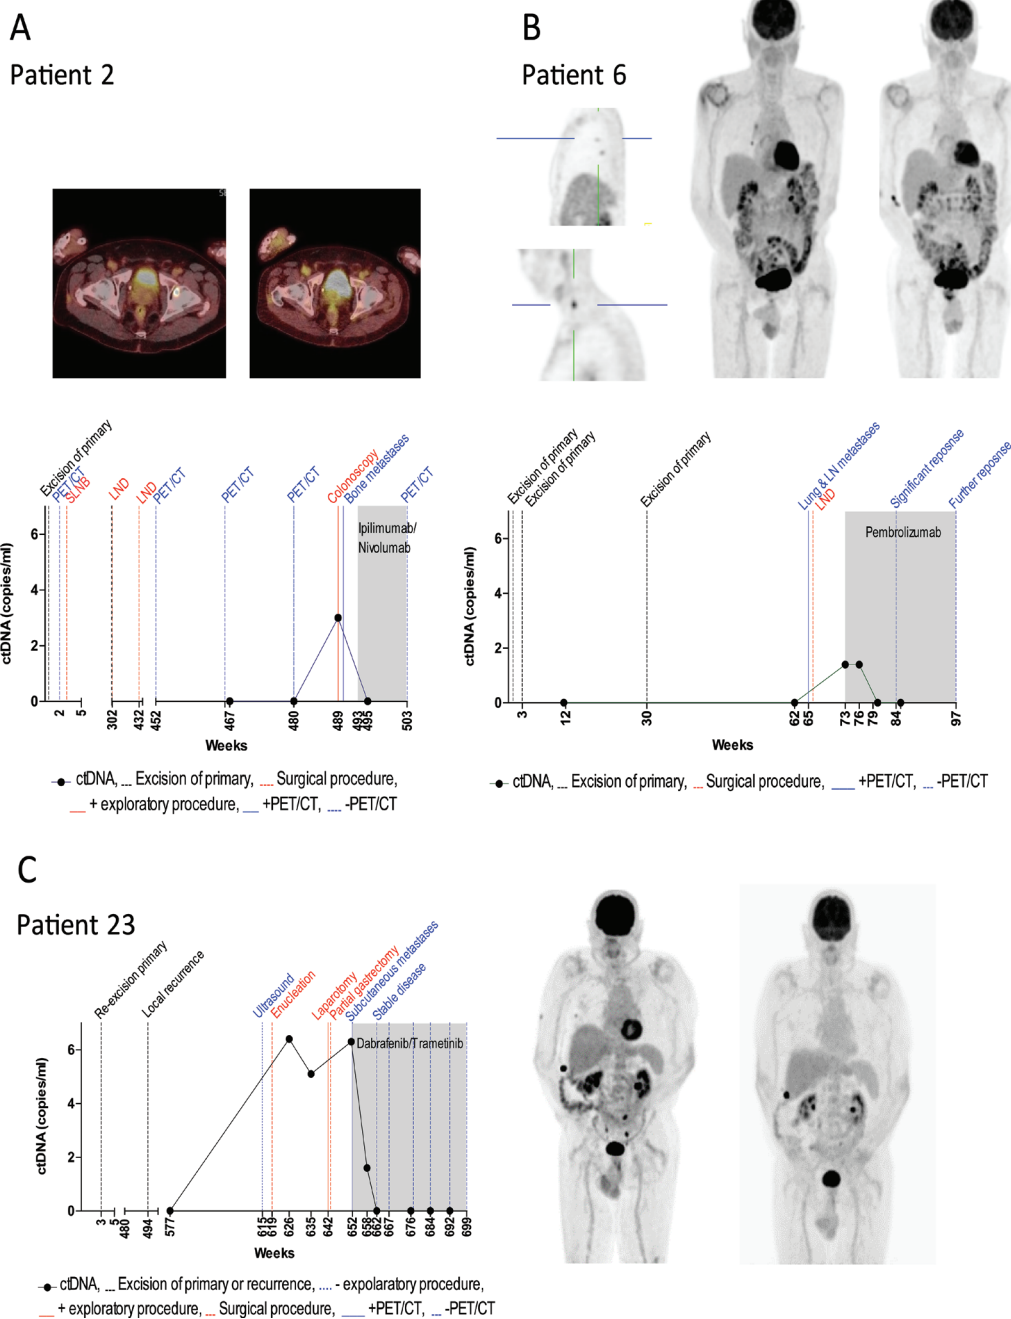 A
Patient 2
B
Patient 6
Excision of primary
PET/CT
SLNB
LND
LND
PET/CT
PET/CT
PET/CT
Colonoscopy
Bone metastases
PET/CT
Ipilimumab/
Nivolumab
ctDNA (copies/ml)
6
4
2
0
2
5
302
432
452
467
480
489
493
495
503
Weeks
ctDNA, --- Excision of primary, ---- Surgical procedure,
+ exploratory procedure, +PET/CT, ---- -PET/CT
Excision of primary
Excision of primary
Excision of primary
Lung & LN metastases
LND
Significant reposnse
Further reposnse
Pembrolizumab
ctDNA (copies/ml)
6
4
2
0
3
12
30
62
65
73
76
79
84
97
Weeks
ctDNA, --- Excision of primary, --- Surgical procedure, +PET/CT, --- -PET/CT
C
Patient 23
Re-excision primary
Local recurrence
Ultrasound
Enucleation
Laparotomy
Partial gastrectomy
Subcutaneous metastases
Stable disease
Dabrafenib/Trametinib
ctDNA (copies/ml)
6
4
2
0
3
5
480
494
577
615
619
626
635
642
652
658
662
667
676
684
692
699
Weeks
ctDNA, --- Excision of primary or recurrence, .... - expolaratory procedure,
+ exploratory procedure, --- Surgical procedure, +PET/CT, --- -PET/CT